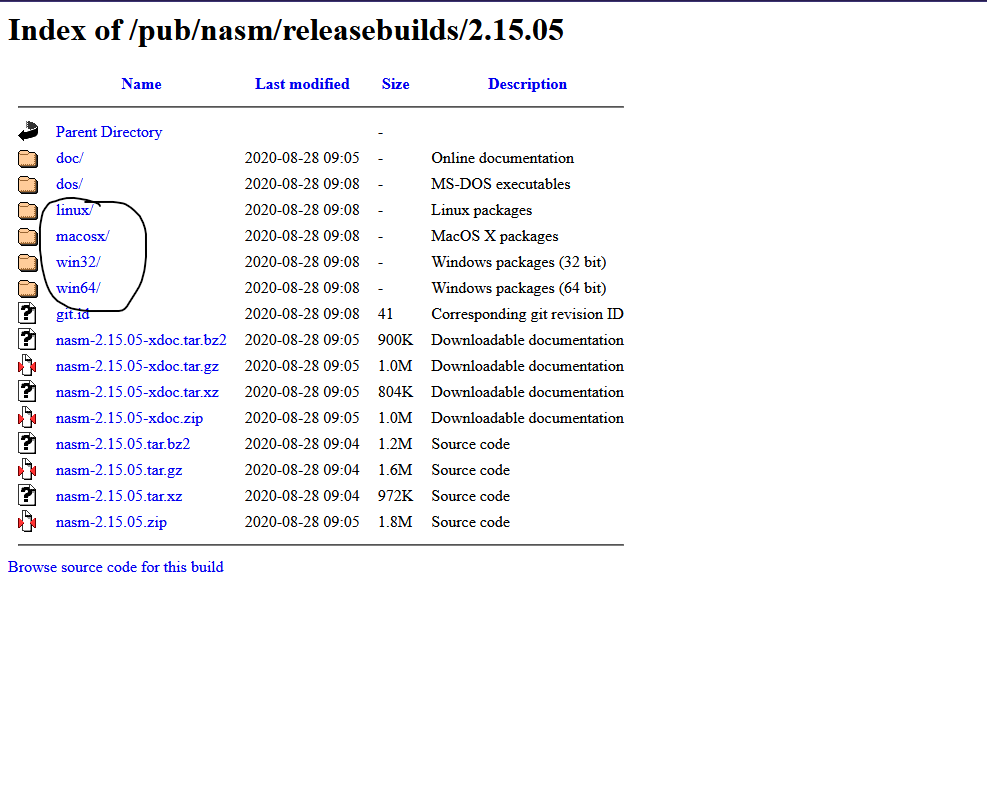 Index of /pub/nasm/releasebuilds/2.15.05
Name Last modified Size Description
Parent Directory -
doc/ 2020-08-28 09:05 - Online documentation
dos/ 2020-08-28 09:08 - MS-DOS executables
linux/ 2020-08-28 09:08 - Linux packages
macosx/ 2020-08-28 09:08 - MacOS X packages
win32/ 2020-08-28 09:08 - Windows packages (32 bit)
win64/ 2020-08-28 09:08 - Windows packages (64 bit)
git.id 2020-08-28 09:08 41 Corresponding git revision ID
nasm-2.15.05-xdoc.tar.bz2 2020-08-28 09:05 900K Downloadable documentation
nasm-2.15.05-xdoc.tar.gz 2020-08-28 09:05 1.0M Downloadable documentation
nasm-2.15.05-xdoc.tar.xz 2020-08-28 09:05 804K Downloadable documentation
nasm-2.15.05-xdoc.zip 2020-08-28 09:05 1.0M Downloadable documentation
nasm-2.15.05.tar.bz2 2020-08-28 09:04 1.2M Source code
nasm-2.15.05.tar.gz 2020-08-28 09:04 1.6M Source code
nasm-2.15.05.tar.xz 2020-08-28 09:04 972K Source code
nasm-2.15.05.zip 2020-08-28 09:05 1.8M Source code
Browse source code for this build